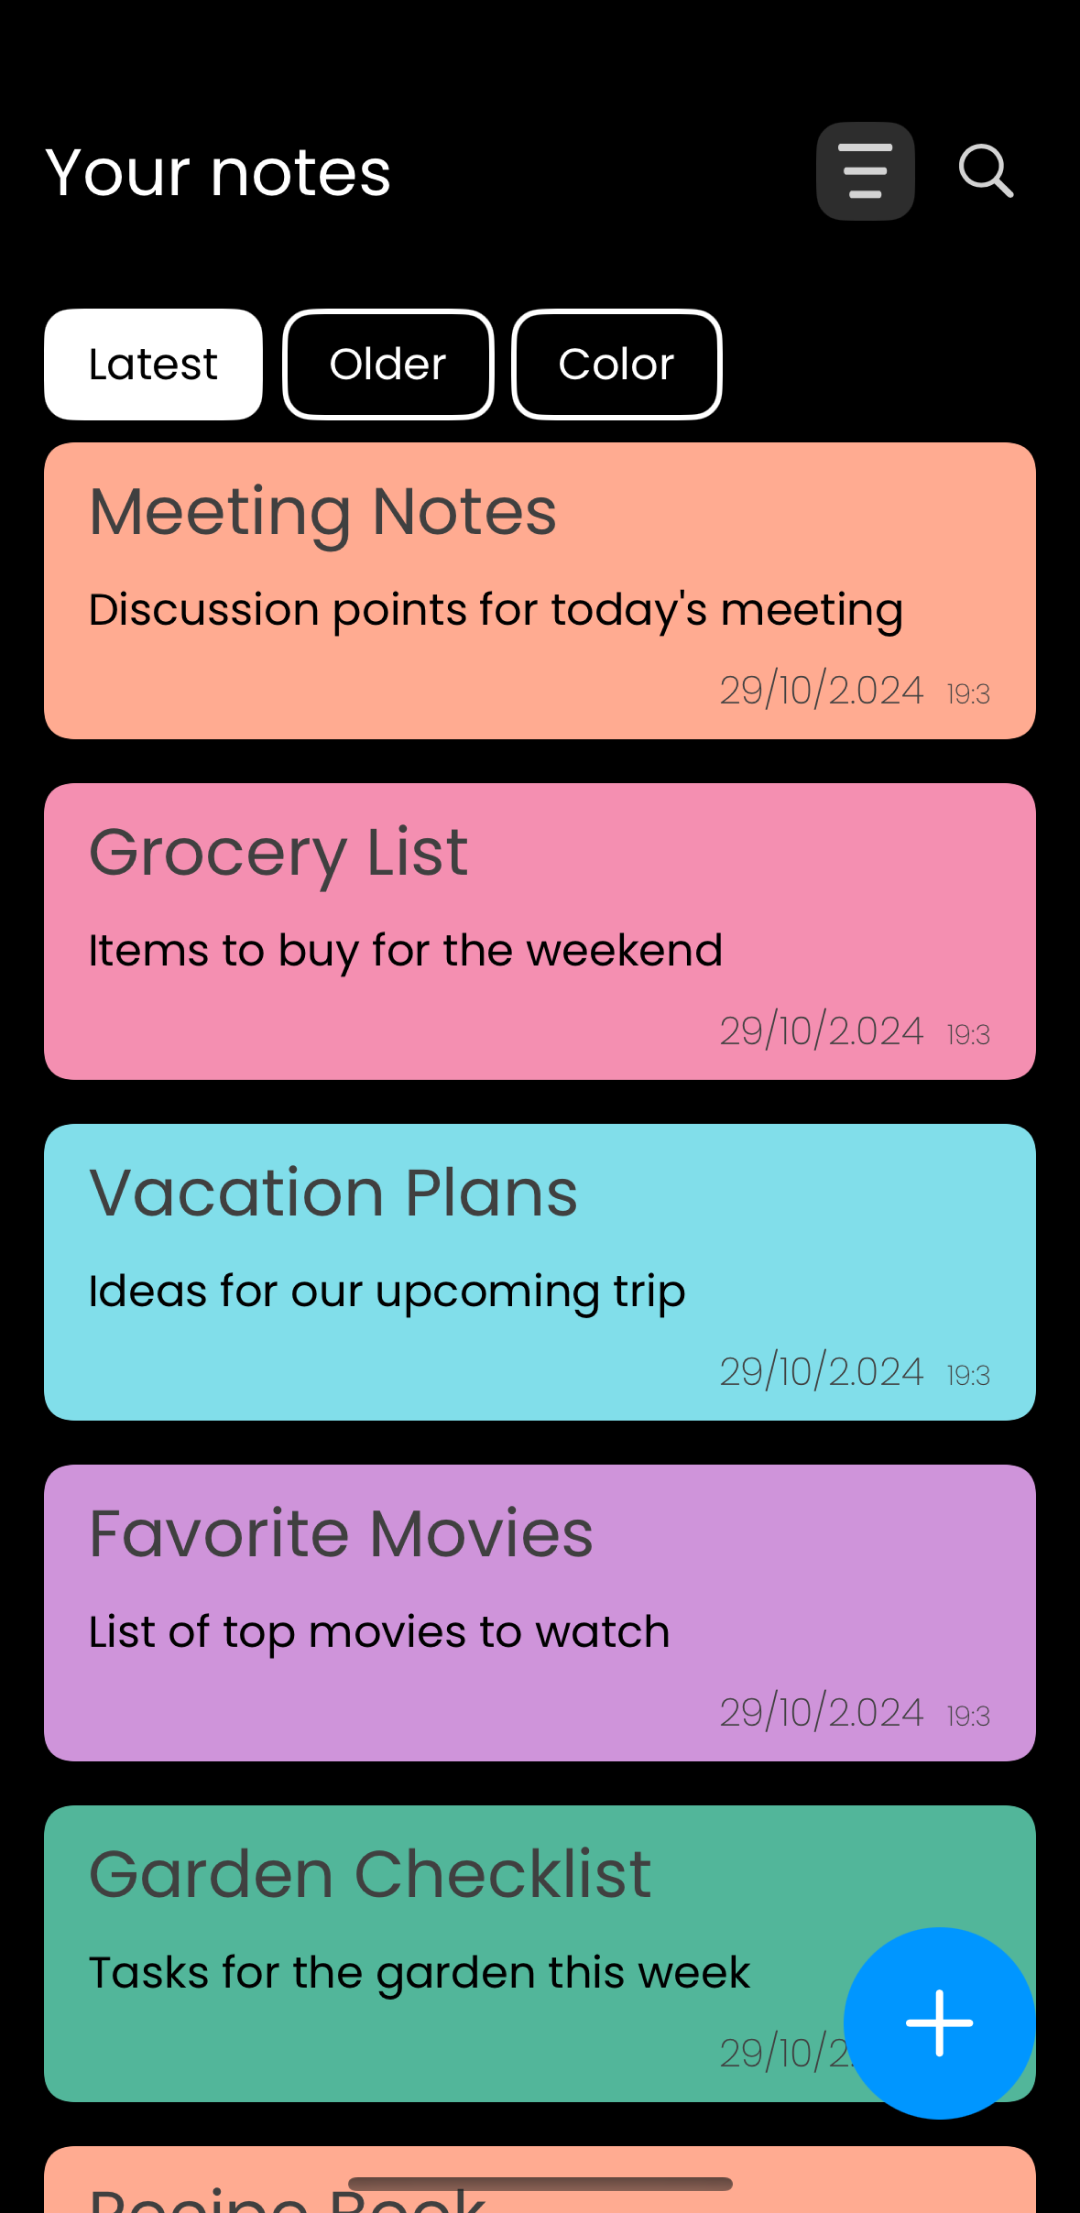 Your notes
Latest Older Color
Meeting Notes
Discussion points for today's meeting
29/10/2.024 19:3
Grocery List
Items to buy for the weekend
29/10/2.024 19:3
Vacation Plans
Ideas for our upcoming trip
29/10/2.024 19:3
Favorite Movies
List of top movies to watch
29/10/2.024 19:3
Garden Checklist
Tasks for the garden this week
29/10/2.
Recipe Book